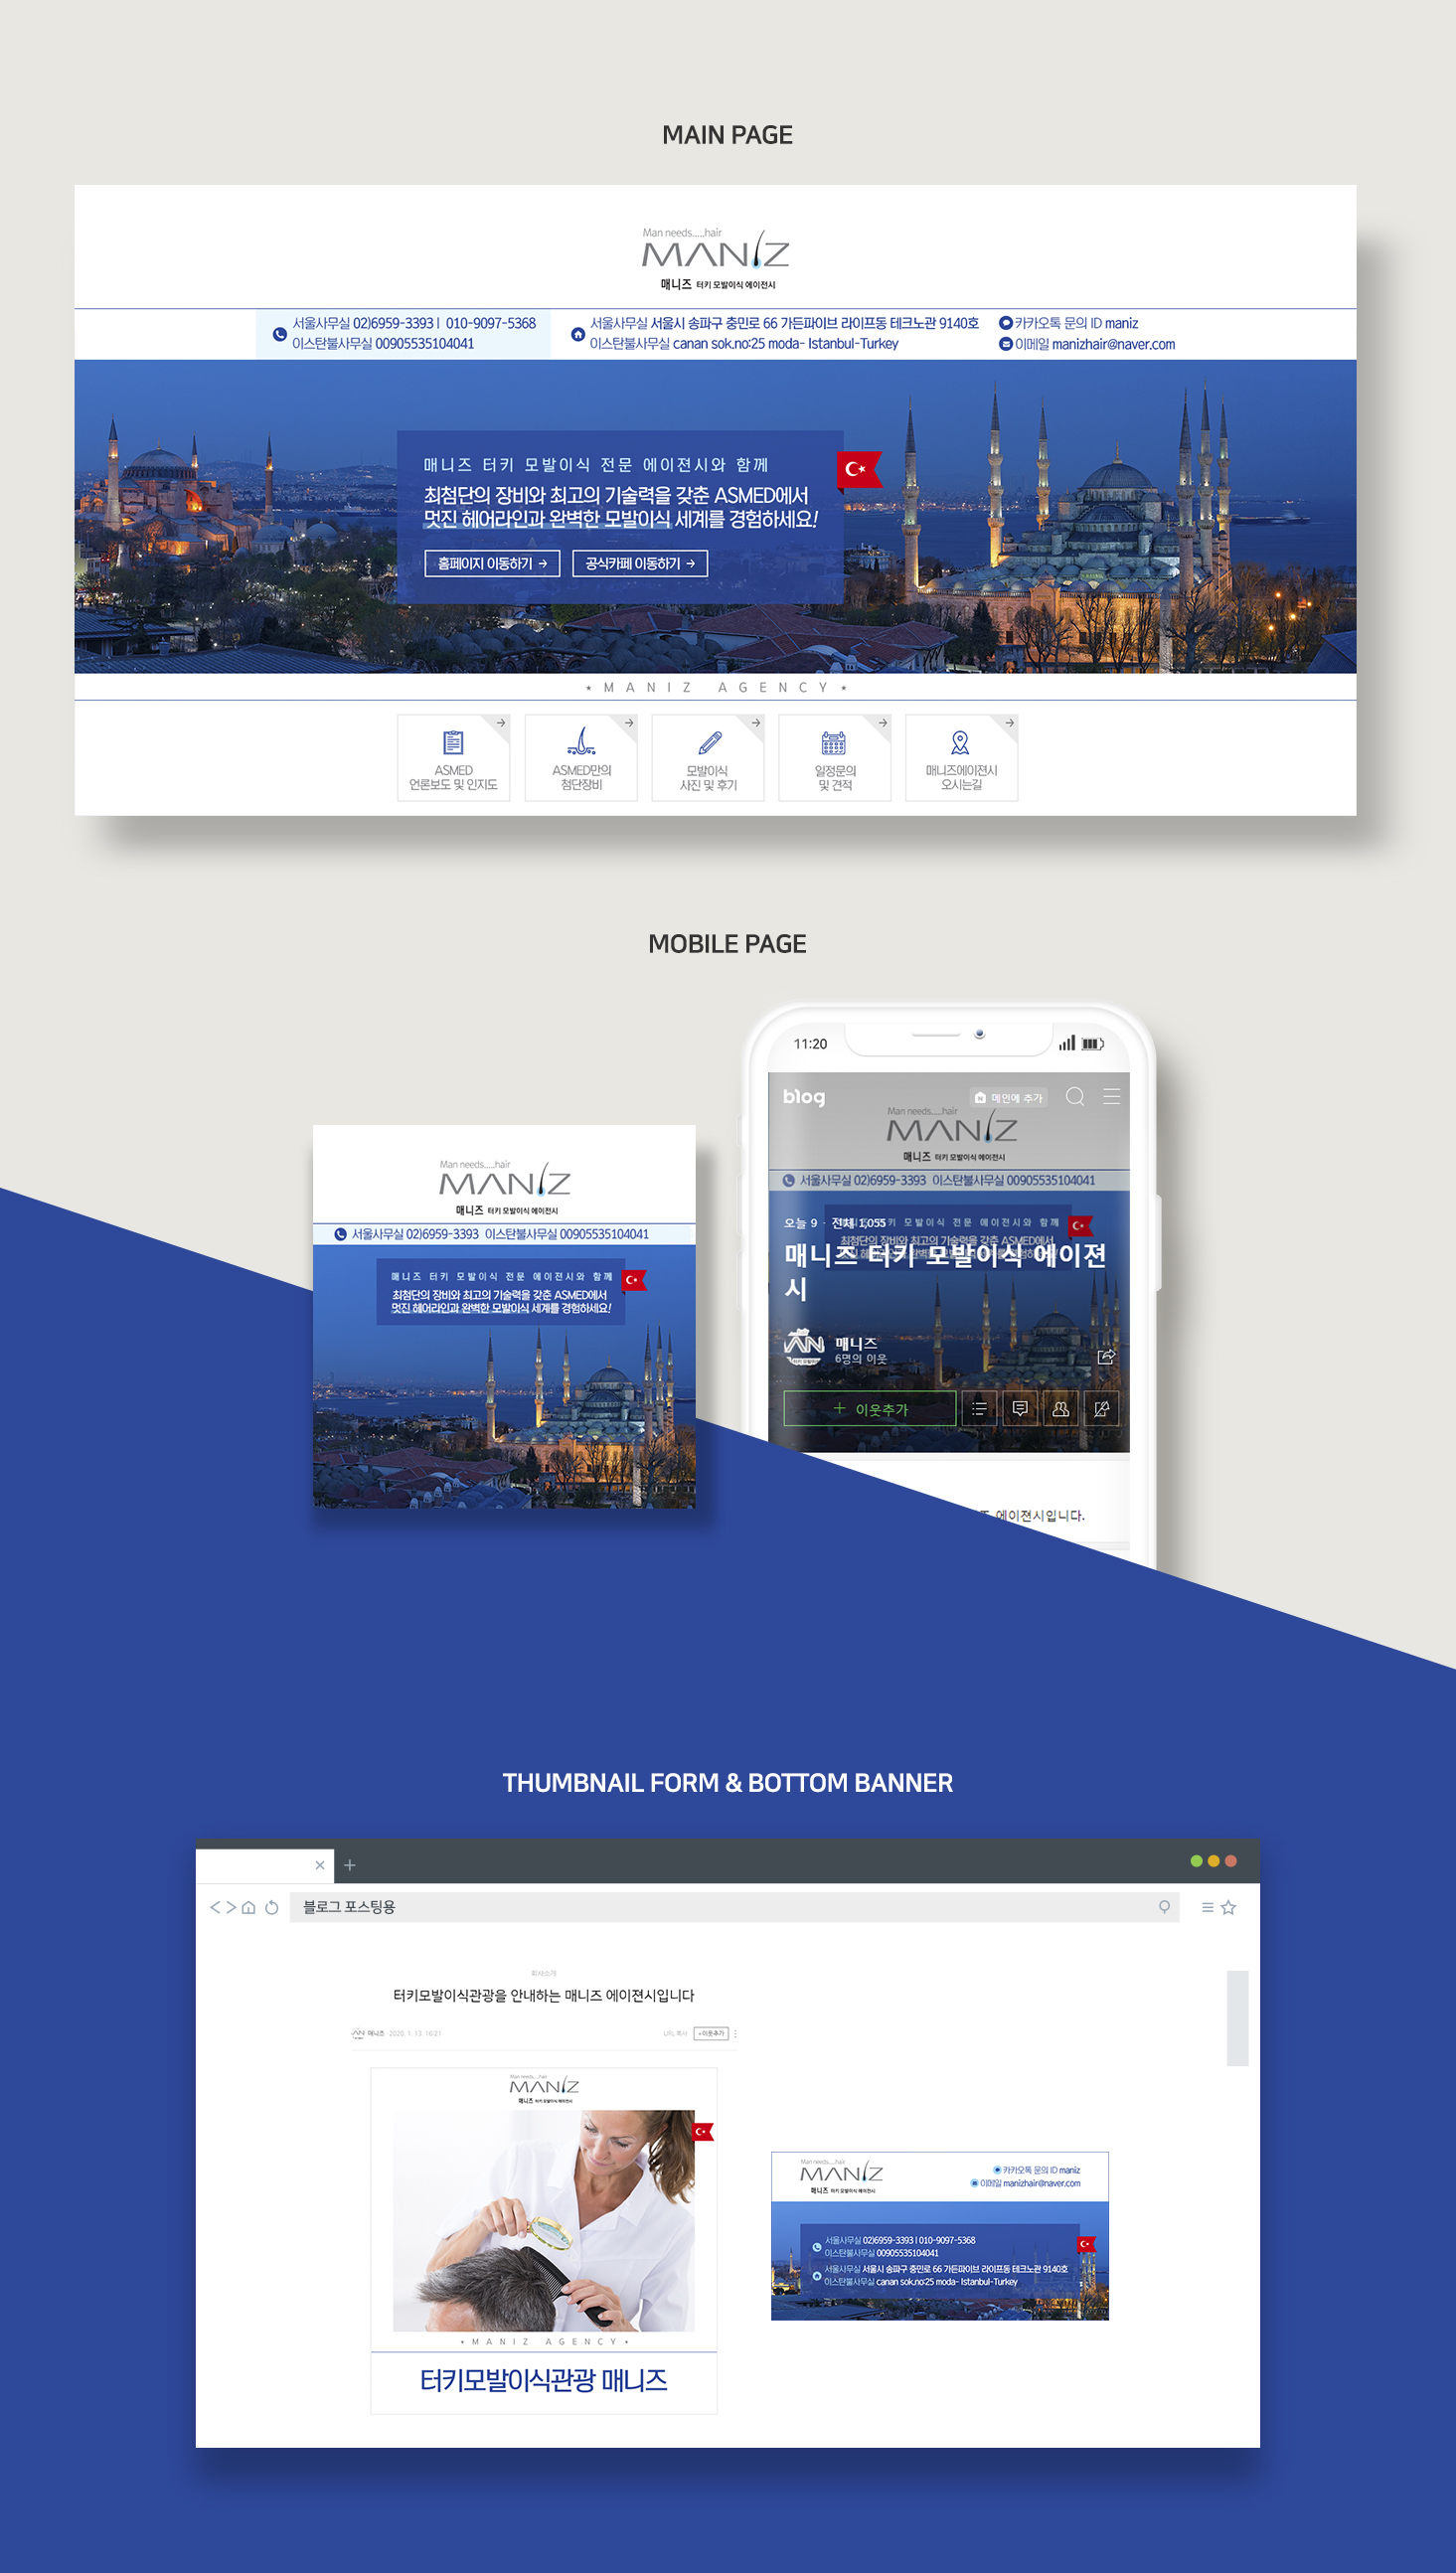 MAIN PAGE
Man needs.....hair
MANIZ
매니즈 터키 모발이식 에이전시
서울사무실 02)6959-3393 | 010-9097-5368
이스탄불사무실 00905535104041
서울사무실 서울시 송파구 충민로 66 가든파이브 라이프동 테크노관 9140호
이스탄불사무실 canan sok.no:25 moda- Istanbul-Turkey
카카오톡 문의 ID maniz
이메일 manizhair@naver.com
매니즈 터키 모발이식 전문 에이젼시와 함께
최첨단의 장비와 최고의 기술력을 갖춘 ASMED에서
멋진 헤어라인과 완벽한 모발이식 세계를 경험하세요!
홈페이지 이동하기 →
공식카페 이동하기 →
• MANIZ AGENCY •
ASMED
언론보도 및 인지도
ASMED만의
첨단장비
모발이식
사진 및 후기
일정문의
및 견적
매니즈에이젼시
오시는길
MOBILE PAGE
Man needs.....hair
MANIZ
매니즈 터키 모발이식 에이전시
서울사무실 02)6959-3393 이스탄불사무실 00905535104041
매니즈 터키 모발이식 전문 에이젼시와 함께
최첨단의 장비와 최고의 기술력을 갖춘 ASMED에서
멋진 헤어라인과 완벽한 모발이식 세계를 경험하세요!
11:20
blog
메인에 추가
Man needs.....hair
MANIZ
매니즈 터키 모발이식 에이전시
서울사무실 02)6959-3393 이스탄불사무실 00905535104041
오늘 9 · 전체 1,055
매니즈 터키 모발이식 에이젼
시
AN
매니즈
6명의 이웃
+ 이웃추가
에이젼시입니다.
THUMBNAIL FORM & BOTTOM BANNER
블로그 포스팅용
회사소개
터키모발이식관광을 안내하는 매니즈 에이젼시입니다
매니즈 2020. 1. 13. 16:21
URL 복사 +이웃추가
Man needs.....hair
MANIZ
매니즈 터키 모발이식 에이전시
• MANIZ AGENCY •
터키모발이식관광 매니즈
Man needs.....hair
MANIZ
매니즈 터키 모발이식 에이전시
카카오톡 문의 ID maniz
이메일 manizhair@naver.com
서울사무실 02)6959-3393 | 010-9097-5368
이스탄불사무실 00905535104041
서울사무실 서울시 송파구 충민로 66 가든파이브 라이프동 테크노관 9140호
이스탄불사무실 canan sok.no:25 moda- Istanbul-Turkey